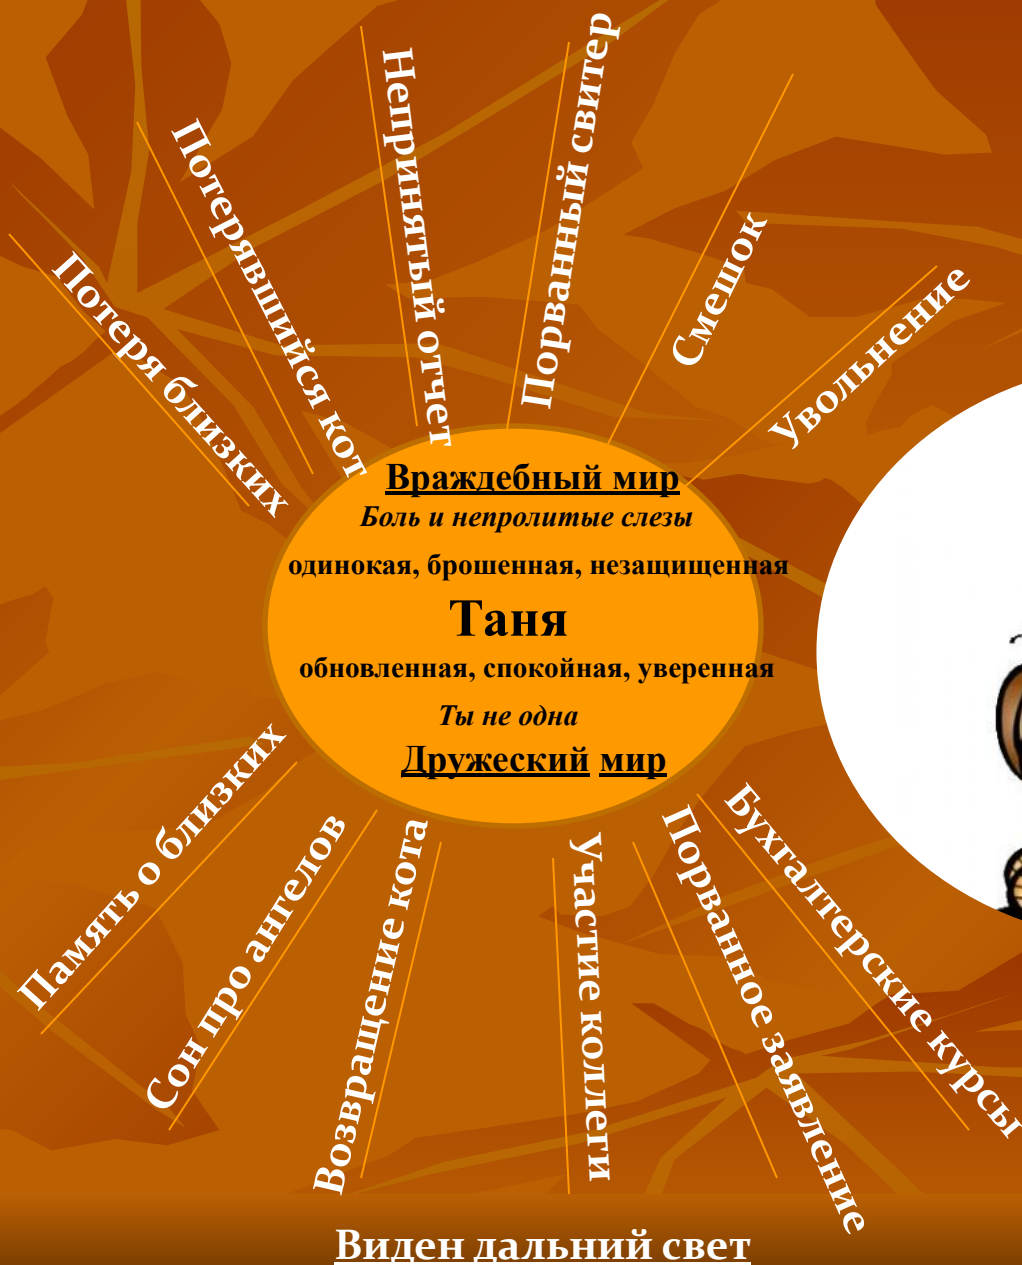 Потеря близких
Потерявшийся кот
Непринятый отчет
Порванный свитер
Смешок
Увольнение
Враждебный мир
Боль и непролитые слезы
одинокая, брошенная, незащищенная
Таня
обновленная, спокойная, уверенная
Ты не одна
Дружеский мир
Память о близких
Сон про ангелов
Возвращение кота
Участие коллеги
Порванное заявление
Бухгалтерские курсы
Виден дальний свет